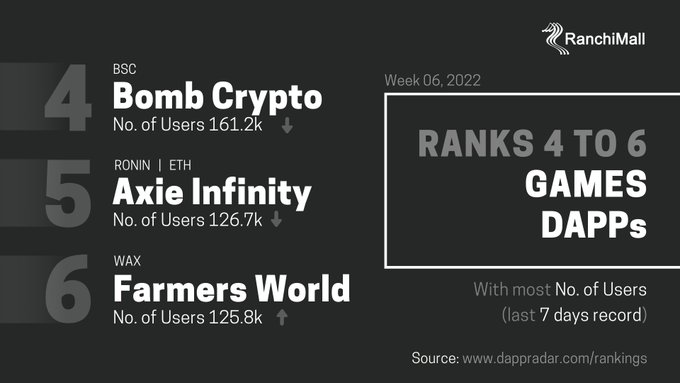 RanchiMall
4
BSC
Bomb Crypto
No. of Users 161.2k
5
RONIN | ETH
Axie Infinity
No. of Users 126.7k
6
WAX
Farmers World
No. of Users 125.8k
Week 06, 2022
RANKS 4 TO 6
GAMES
DAPPs
With most No. of Users
(last 7 days record)
Source: www.dappradar.com/rankings